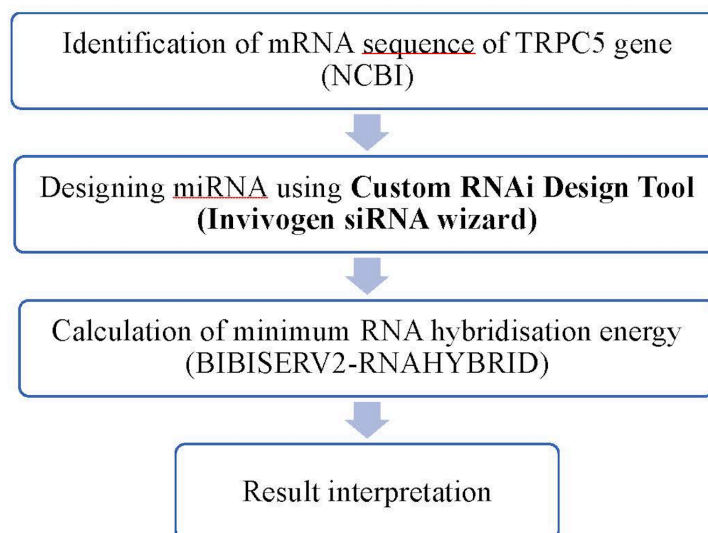 Identification of mRNA sequence of TRPC5 gene
(NCBI)
Designing miRNA using Custom RNAi Design Tool
(Invivogen siRNA wizard)
Calculation of minimum RNA hybridisation energy
(BIBISERV2-RNAHYBRID)
Result interpretation